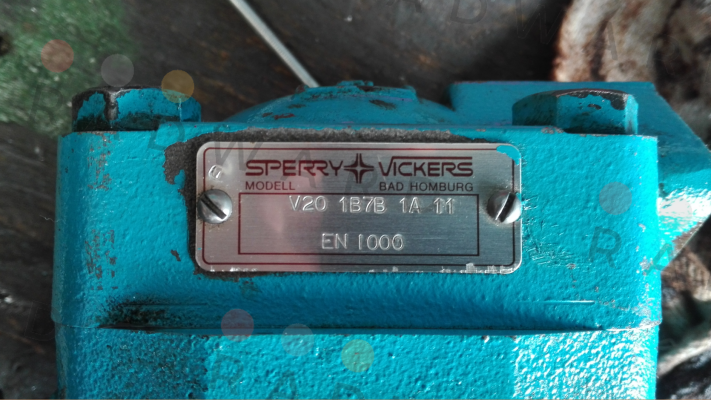 SPERRY VICKERS
MODELL BAD HOMBURG
V20 1B7B 1A 11
EN 1000